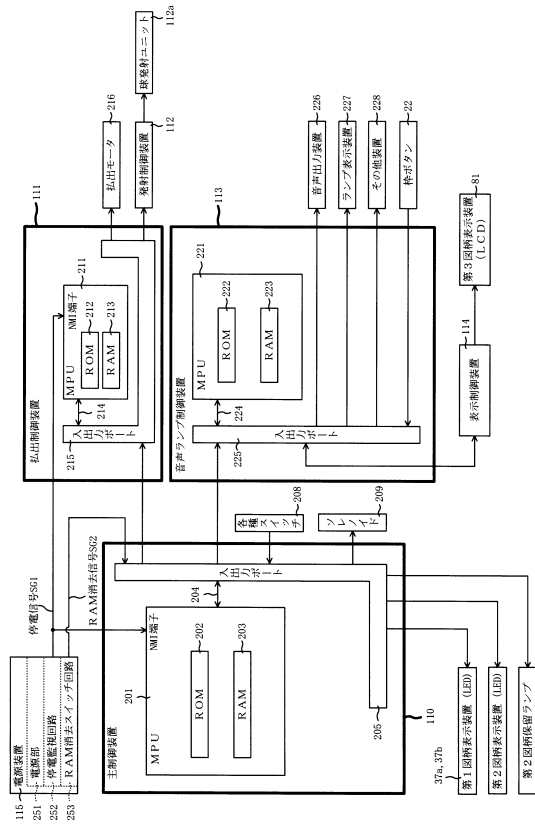 115
電源装置
251
電源部
252
停電監視回路
253
RAM消去スイッチ回路
停電信号SG1
RAM消去信号SG2
111
払出制御装置
211
NMI端子
212
ROM
213
RAM
MPU
214
215
入出力ポート
216
払出モータ
112
発射制御装置
112a
球発射ユニット
113
音声ランプ制御装置
221
222
ROM
223
RAM
MPU
224
225
入出力ポート
226
音声出力装置
227
ランプ表示装置
228
その他装置
22
枠ボタン
114
表示制御装置
81
第3図柄表示装置
(LCD)
110
主制御装置
201
NMI端子
202
ROM
203
RAM
MPU
204
205
入出力ポート
208
各種スイッチ
209
ソレノイド
37a, 37b
第1図柄表示装置(LED)
第2図柄表示装置(LED)
第2図柄保留ランプ